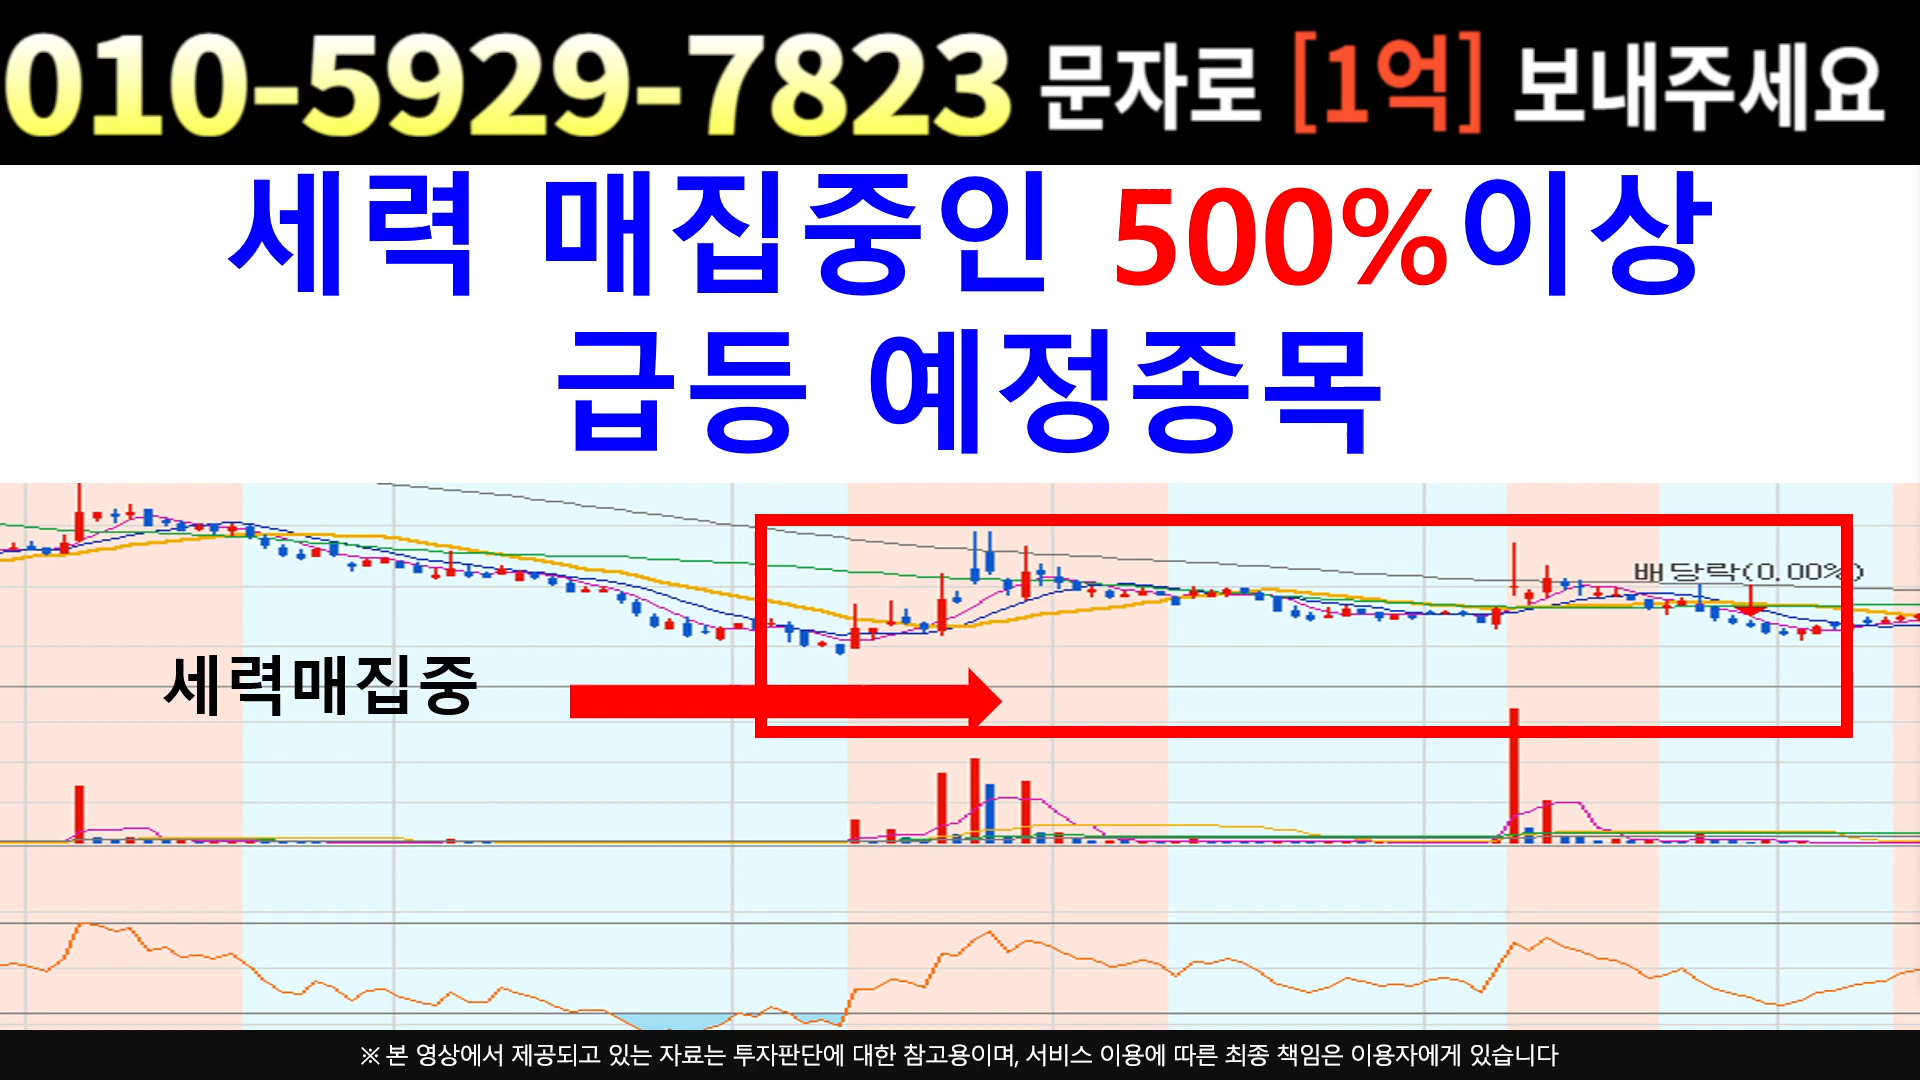 010-5929-7823 문자로 [1억] 보내주세요
세력 매집중인 500%이상
급등 예정종목
배당락(0.00%)
세력매집중
※ 본 영상에서 제공되고 있는 자료는 투자판단에 대한 참고용이며, 서비스 이용에 따른 최종 책임은 이용자에게 있습니다